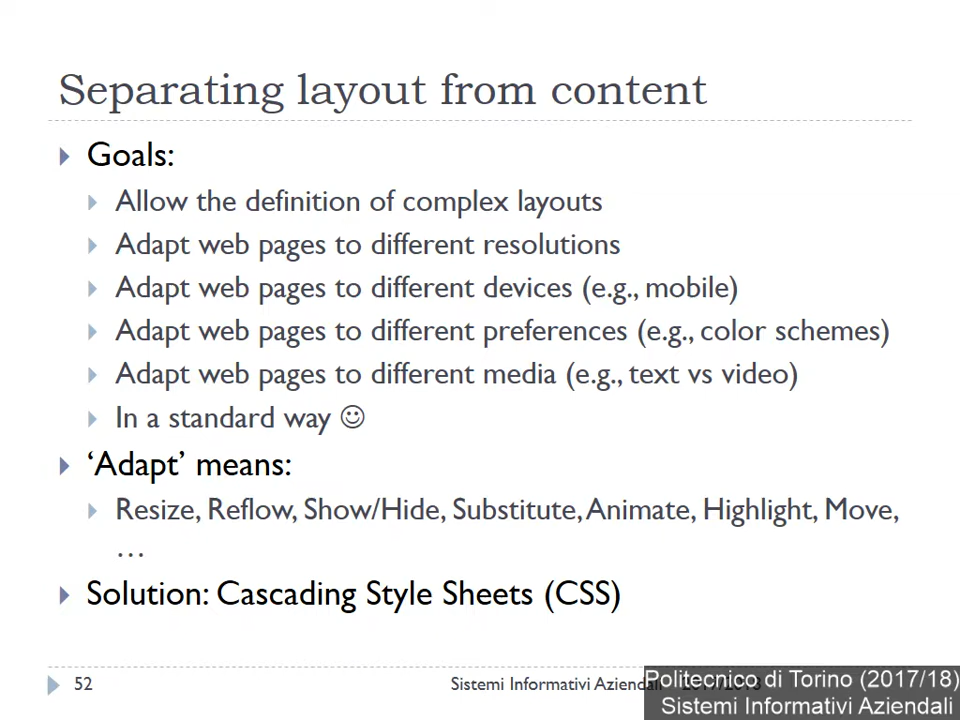 Separating layout from content
Goals:
Allow the definition of complex layouts
Adapt web pages to different resolutions
Adapt web pages to different devices (e.g., mobile)
Adapt web pages to different preferences (e.g., color schemes)
Adapt web pages to different media (e.g., text vs video)
In a standard way ☺
‘Adapt’ means:
Resize, Reflow, Show/Hide, Substitute, Animate, Highlight, Move,
…
Solution: Cascading Style Sheets (CSS)
52
Sistemi Informativi Aziendali
Politecnico di Torino (2017/18)
Sistemi Informativi Aziendali